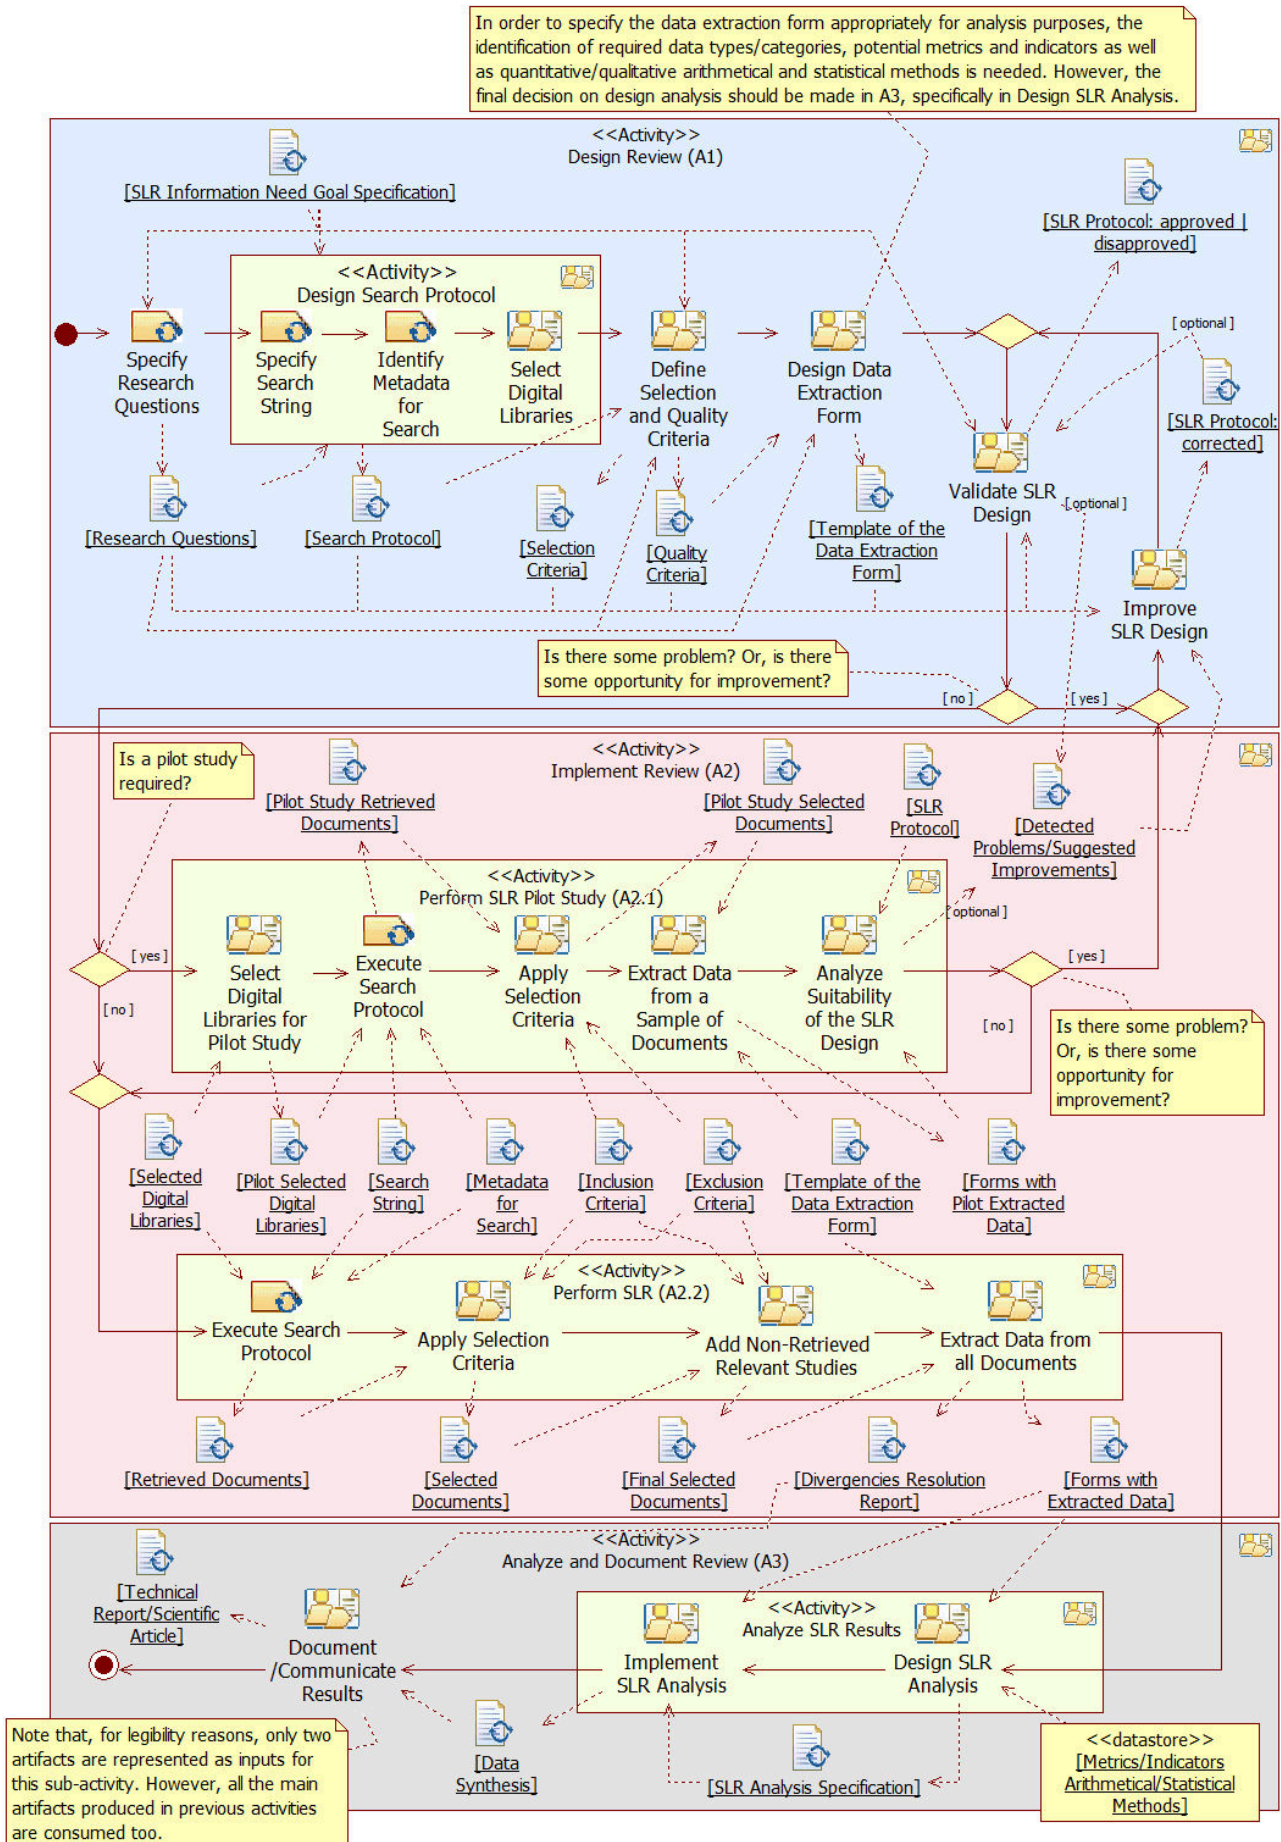 In order to specify the data extraction form appropriately for analysis purposes, the
identification of required data types/categories, potential metrics and indicators as well
as quantitative/qualitative arithmetical and statistical methods is needed. However, the
final decision on design analysis should be made in A3, specifically in Design SLR Analysis.
<<Activity>>
Design Review (A1)
[SLR Information Need Goal Specification]
[SLR Protocol: approved |
disapproved]
<<Activity>>
Design Search Protocol
Specify
Research
Questions
Specify
Search
String
Identify
Metadata
for
Search
Select
Digital
Libraries
Define
Selection
and Quality
Criteria
Design Data
Extraction
Form
[ optional ]
[SLR Protocol:
corrected]
Validate SLR
Design
[ optional ]
[Research Questions]
[Search Protocol]
[Selection
Criteria]
[Quality
Criteria]
[Template of the
Data Extraction
Form]
Improve
SLR Design
Is there some problem? Or, is there
some opportunity for improvement?
[ no ]
[ yes ]
<<Activity>>
Implement Review (A2)
Is a pilot study
required?
[Pilot Study Retrieved
Documents]
[Pilot Study Selected
Documents]
[SLR
Protocol]
[Detected
Problems/Suggested
Improvements]
<<Activity>>
Perform SLR Pilot Study (A2.1)
[ optional ]
[ yes ]
Select
Digital
Libraries for
Pilot Study
Execute
Search
Protocol
Apply
Selection
Criteria
Extract Data
from a
Sample of
Documents
Analyze
Suitability
of the SLR
Design
[ yes ]
[ no ]
[ no ]
Is there some problem?
Or, is there some
opportunity for
improvement?
[Selected
Digital
Libraries]
[Pilot Selected
Digital
Libraries]
[Search
String]
[Metadata
for
Search]
[Inclusion
Criteria]
[Exclusion
Criteria]
[Template of the
Data Extraction
Form]
[Forms with
Pilot Extracted
Data]
<<Activity>>
Perform SLR (A2.2)
Execute Search
Protocol
Apply Selection
Criteria
Add Non-Retrieved
Relevant Studies
Extract Data from
all Documents
[Retrieved Documents]
[Selected
Documents]
[Final Selected
Documents]
[Divergencies Resolution
Report]
[Forms with
Extracted Data]
<<Activity>>
Analyze and Document Review (A3)
[Technical
Report/Scientific
Article]
<<Activity>>
Analyze SLR Results
Document
/Communicate
Results
Implement
SLR Analysis
Design SLR
Analysis
Note that, for legibility reasons, only two
artifacts are represented as inputs for
this sub-activity. However, all the main
artifacts produced in previous activities
are consumed too.
[Data
Synthesis]
[SLR Analysis Specification]
<<datastore>>
[Metrics/Indicators
Arithmetical/Statistical
Methods]